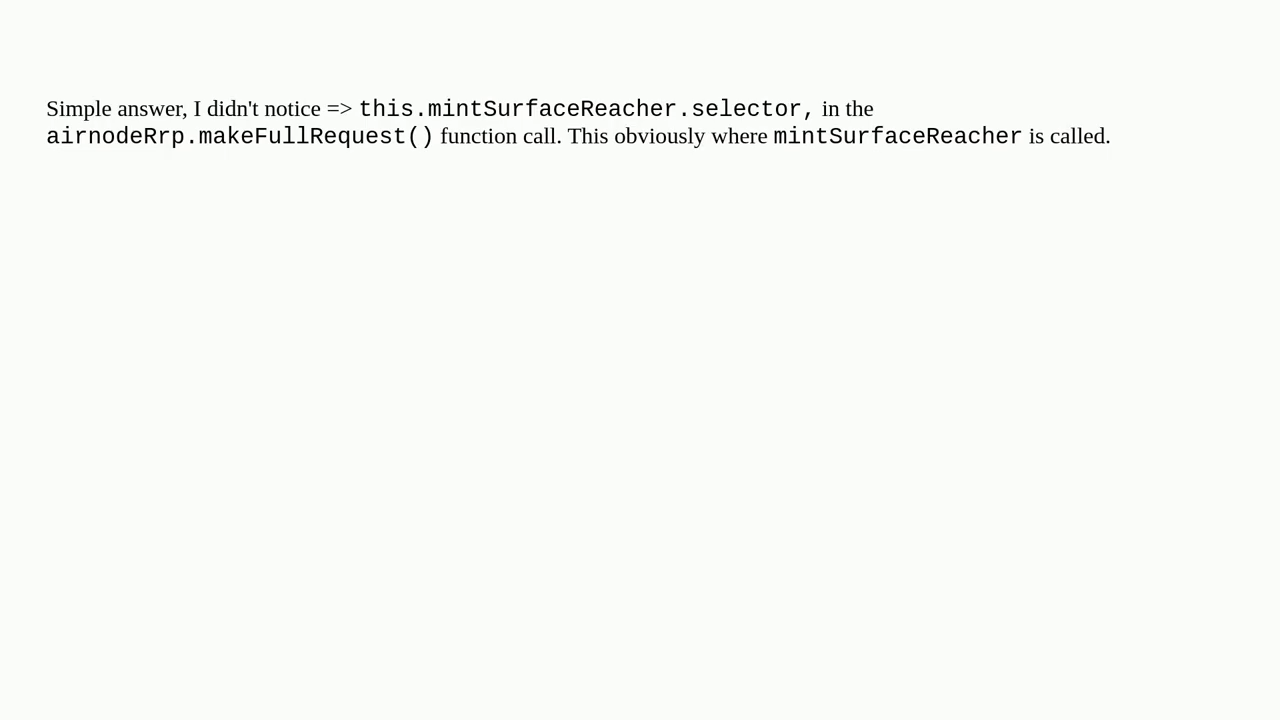 Simple answer, I didn't notice => this.mintSurfaceReacher.selector, in the
airnodeRrp.makeFullRequest() function call. This obviously where mintSurfaceReacher is called.